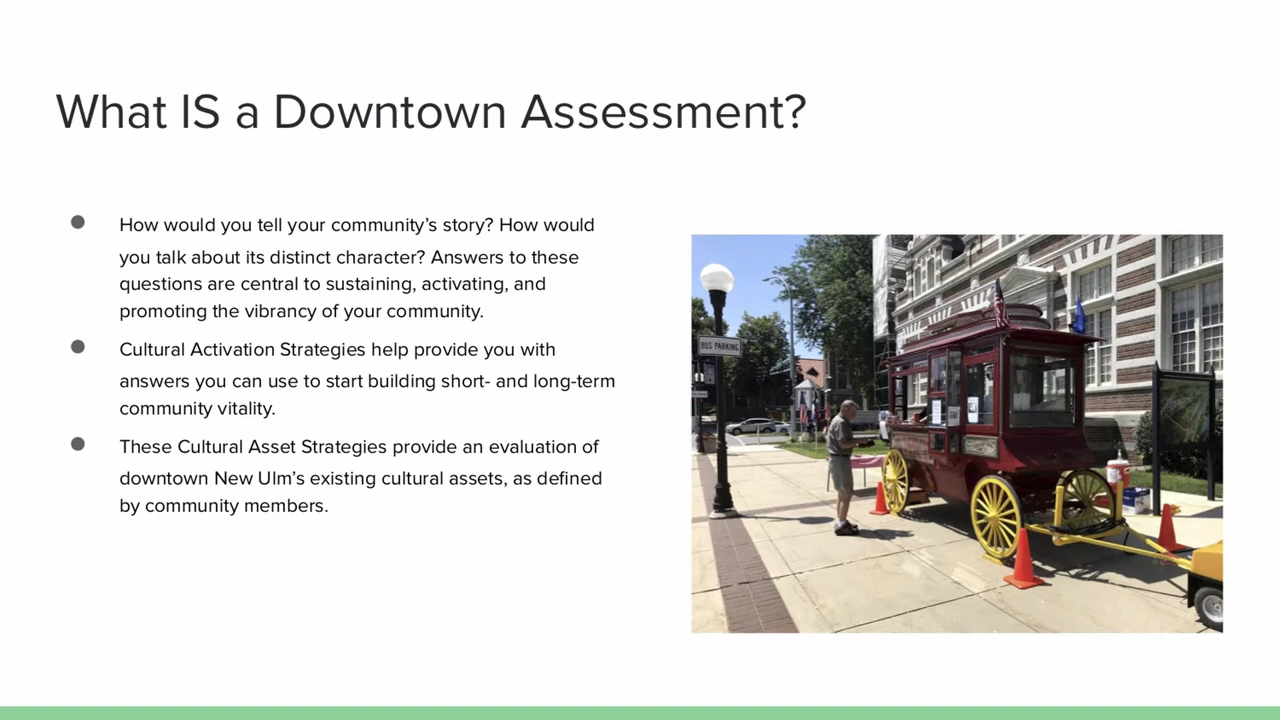 What IS a Downtown Assessment?
How would you tell your community’s story? How would
you talk about its distinct character? Answers to these
questions are central to sustaining, activating, and
promoting the vibrancy of your community.
Cultural Activation Strategies help provide you with
answers you can use to start building short- and long-term
community vitality.
These Cultural Asset Strategies provide an evaluation of
downtown New Ulm’s existing cultural assets, as defined
by community members.
BUS PARKING